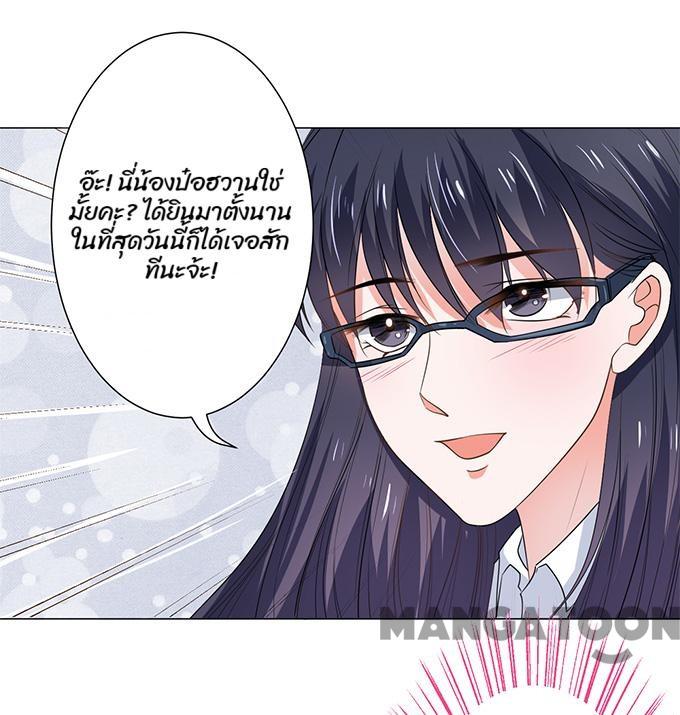 อ๊ะ! นี่น้องป๋อฮวานใช่
มั้ยคะ? ได้ยินมาตั้งนาน
ในที่สุดวันนี้ก็ได้เจอสัก
ทีนะจ้ะ!
MANGATOON